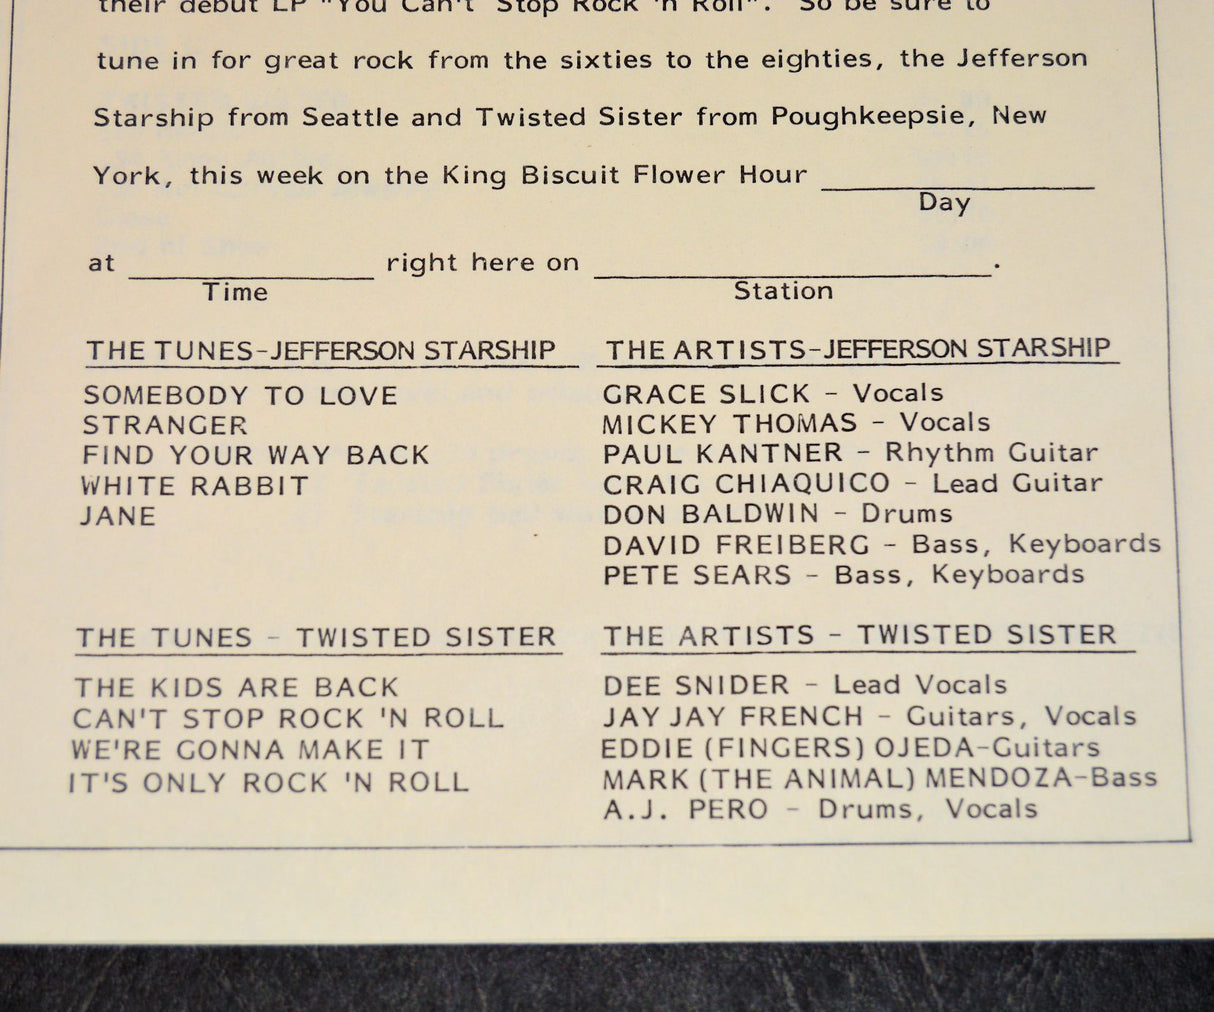 their debut LP "You Can't Stop Rock 'n Roll". So be sure to
tune in for great rock from the sixties to the eighties, the Jefferson
Starship from Seattle and Twisted Sister from Poughkeepsie, New
York, this week on the King Biscuit Flower Hour
Day
at right here on .
Time Station
THE TUNES-JEFFERSON STARSHIP
SOMEBODY TO LOVE
STRANGER
FIND YOUR WAY BACK
WHITE RABBIT
JANE
THE ARTISTS-JEFFERSON STARSHIP
GRACE SLICK - Vocals
MICKEY THOMAS - Vocals
PAUL KANTNER - Rhythm Guitar
CRAIG CHIAQUICO - Lead Guitar
DON BALDWIN - Drums
DAVID FREIBERG - Bass, Keyboards
PETE SEARS - Bass, Keyboards
THE TUNES - TWISTED SISTER
THE KIDS ARE BACK
CAN'T STOP ROCK 'N ROLL
WE'RE GONNA MAKE IT
IT'S ONLY ROCK 'N ROLL
THE ARTISTS - TWISTED SISTER
DEE SNIDER - Lead Vocals
JAY JAY FRENCH - Guitars, Vocals
EDDIE (FINGERS) OJEDA-Guitars
MARK (THE ANIMAL) MENDOZA-Bass
A.J. PERO - Drums, Vocals